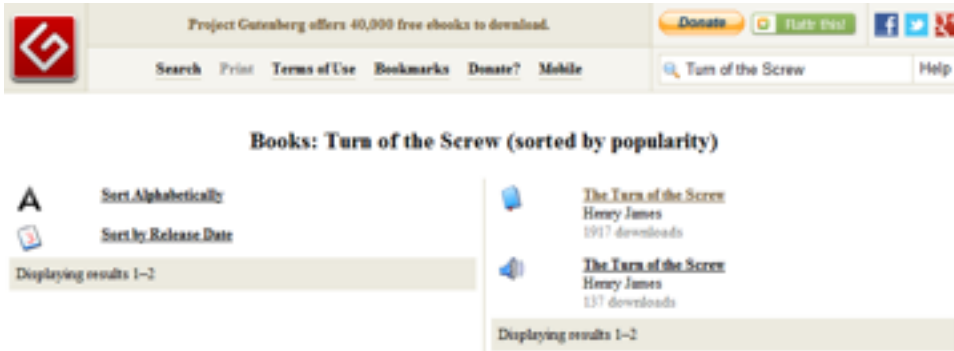 Project Gutenberg offers 40,000 free ebooks to download.
Donate
Flattr this!
Search Print Terms of Use Bookmarks Donate? Mobile
Turn of the Screw
Help
Books: Turn of the Screw (sorted by popularity)
A
Sort Alphabetically
3
Sort by Release Date
Displaying results 1–2
The Turn of the Screw
Henry James
1917 downloads
The Turn of the Screw
Henry James
137 downloads
Displaying results 1–2